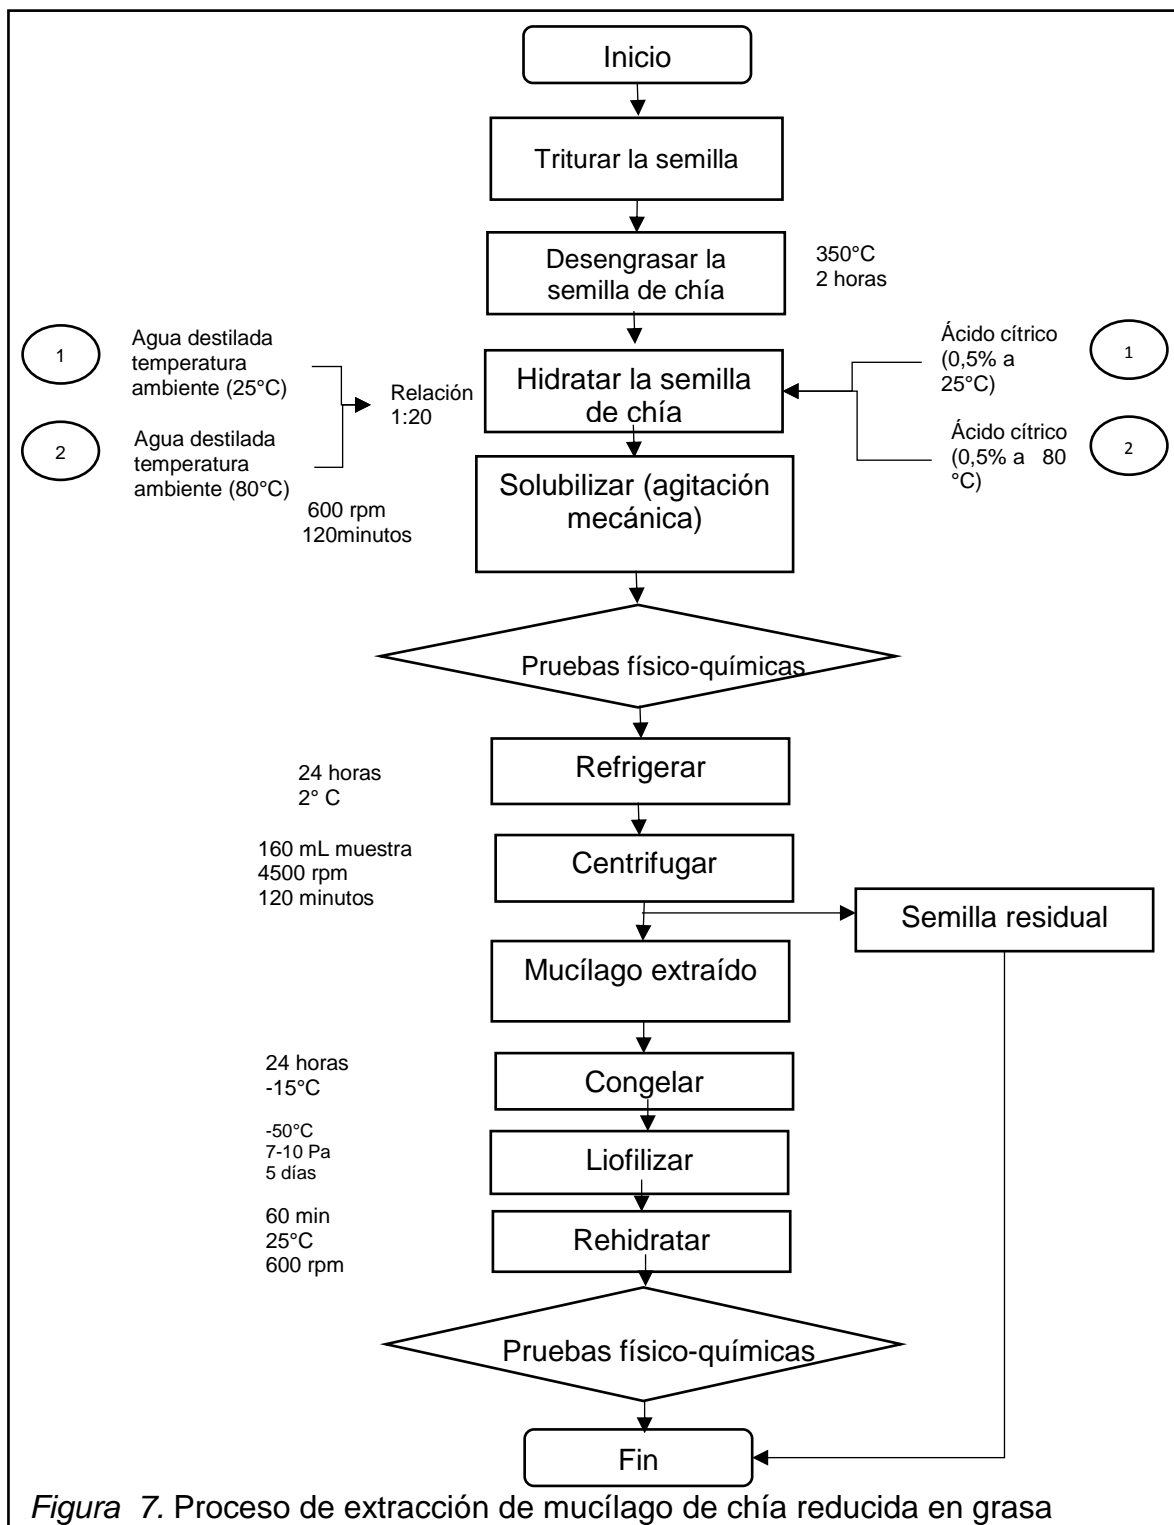 Inicio
Triturar la semilla
Desengrasar la
semilla de chía
350°C
2 horas
1
Agua destilada
temperatura
ambiente (25°C)
2
Agua destilada
temperatura
ambiente (80°C)
Relación
1:20
Hidratar la semilla
de chía
Ácido cítrico
(0,5% a
25°C)
1
Ácido cítrico
(0,5% a 80
°C)
2
600 rpm
120minutos
Solubilizar (agitación
mecánica)
Pruebas físico-químicas
24 horas
2° C
Refrigerar
160 mL muestra
4500 rpm
120 minutos
Centrifugar
Semilla residual
Mucílago extraído
24 horas
-15°C
Congelar
-50°C
7-10 Pa
5 días
Liofilizar
60 min
25°C
600 rpm
Rehidratar
Pruebas físico-químicas
Fin
Figura 7. Proceso de extracción de mucílago de chía reducida en grasa